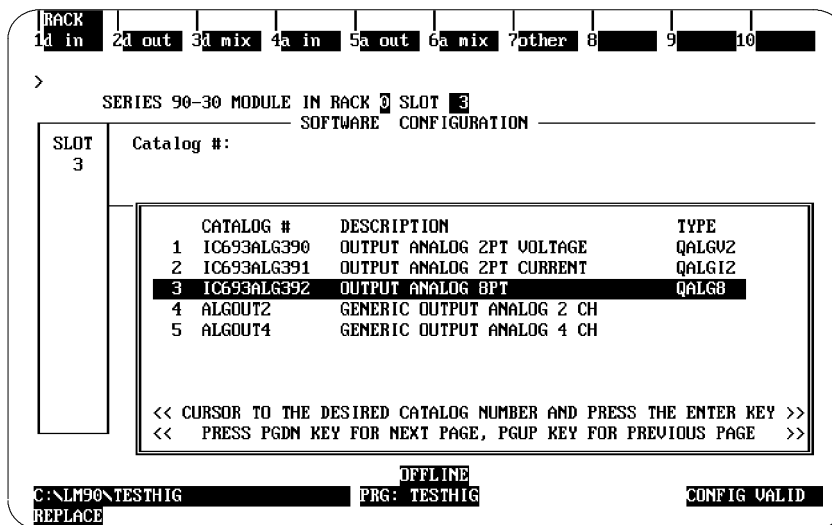 RACK
1d in 2d out 3d mix 4a in 5a out 6a mix 7other 8 9 10
>
SERIES 90-30 MODULE IN RACK 0 SLOT 3
SOFTWARE CONFIGURATION
SLOT Catalog #:
3
CATALOG # DESCRIPTION TYPE
1 IC693ALG390 OUTPUT ANALOG 2PT VOLTAGE QALGV2
2 IC693ALG391 OUTPUT ANALOG 2PT CURRENT QALGI2
3 IC693ALG392 OUTPUT ANALOG 8PT QALG8
4 ALGOUT2 GENERIC OUTPUT ANALOG 2 CH
5 ALGOUT4 GENERIC OUTPUT ANALOG 4 CH
<< CURSOR TO THE DESIRED CATALOG NUMBER AND PRESS THE ENTER KEY >>
<< PRESS PGDN KEY FOR NEXT PAGE, PGUP KEY FOR PREVIOUS PAGE >>
OFFLINE
C:\LM90\TESTHIG PRG: TESTHIG CONFIG VALID
REPLACE